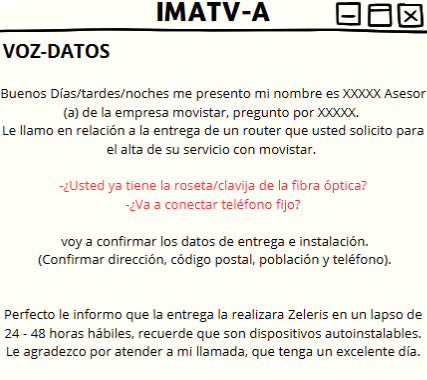 IMATV-A
VOZ-DATOS
Buenos Días/tardes/noches me presento mi nombre es XXXXX Asesor
(a) de la empresa movistar, pregunto por XXXXX.
Le llamo en relación a la entrega de un router que usted solicito para
el alta de su servicio con movistar.
-¿Usted ya tiene la roseta/clavija de la fibra óptica?
-¿Va a conectar teléfono fijo?
voy a confirmar los datos de entrega e instalación.
(Confirmar dirección, código postal, población y teléfono).
Perfecto le informo que la entrega la realizara Zeleris en un lapso de
24 - 48 horas hábiles, recuerde que son dispositivos autoinstalables.
Le agradezco por atender a mi llamada, que tenga un excelente día.